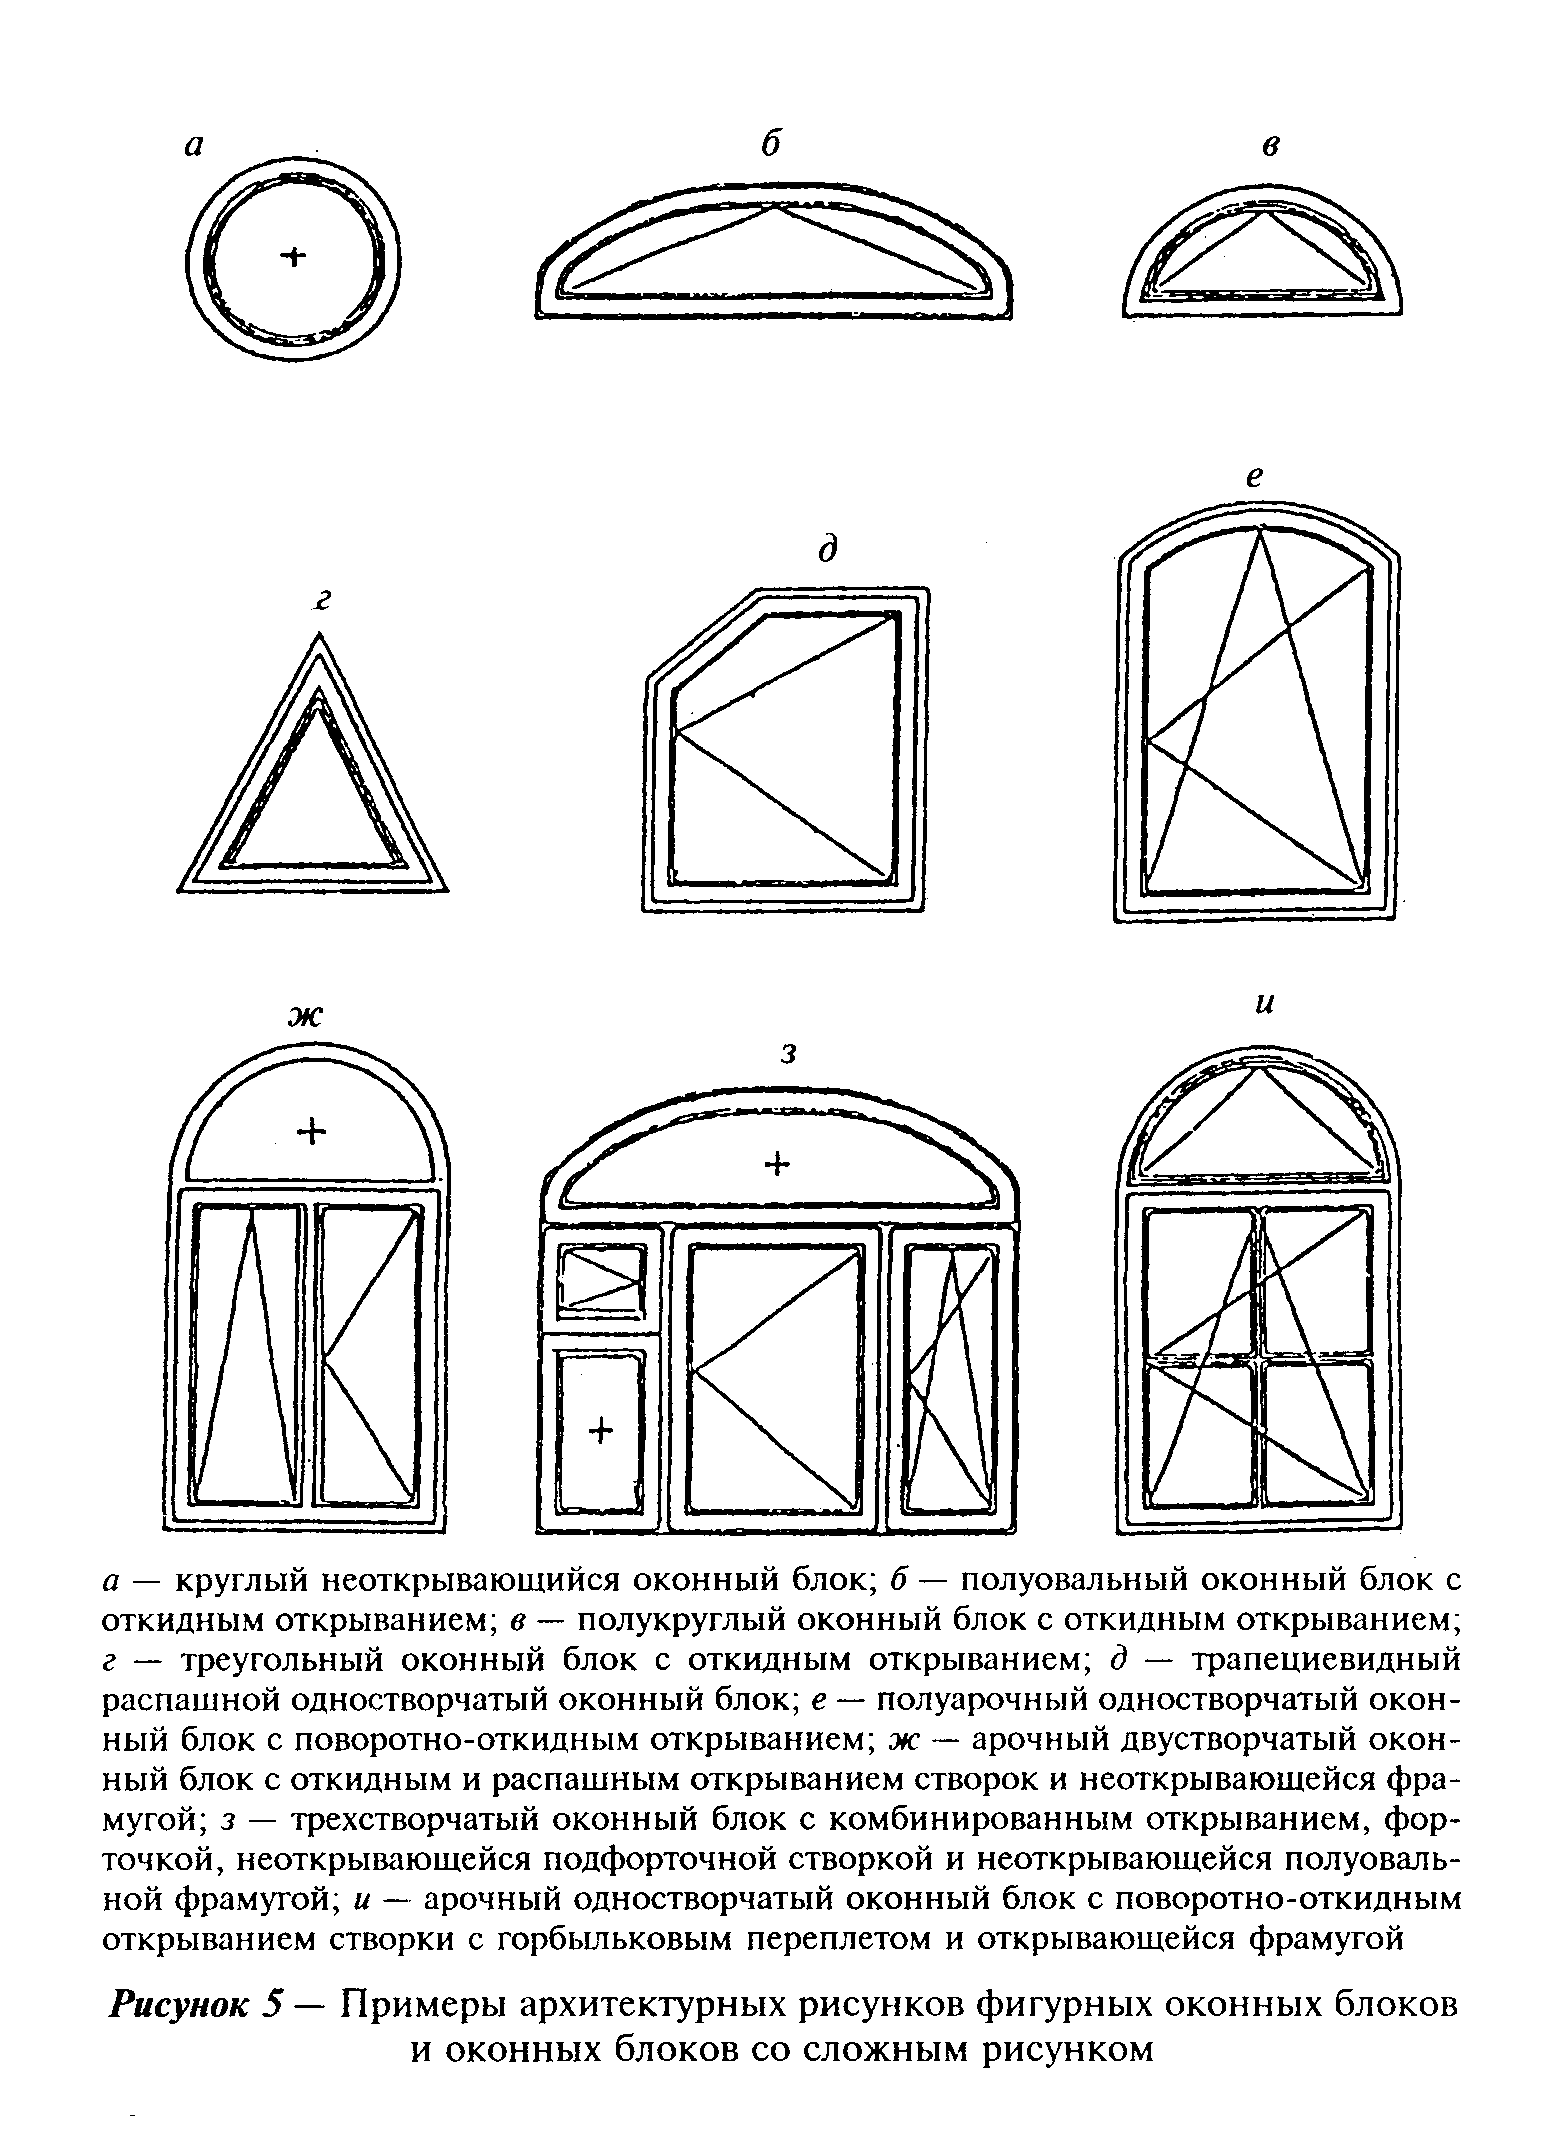 а
б
в
г
д
е
ж
з
и
а — круглый неоткрывающийся оконный блок; б — полуовальный оконный блок с
откидным открыванием; в — полукруглый оконный блок с откидным открыванием;
г — треугольный оконный блок с откидным открыванием; д — трапециевидный
распашной одностворчатый оконный блок; е — полуарочный одностворчатый окон-
ный блок с поворотно-откидным открыванием; ж — арочный двустворчатый окон-
ный блок с откидным и распашным открыванием створок и неоткрывающейся фра-
мугой; з — трехстворчатый оконный блок с комбинированным открыванием, фор-
точкой, неоткрывающейся подфорточной створкой и неоткрывающейся полуоваль-
ной фрамугой; и — арочный одностворчатый оконный блок с поворотно-откидным
открыванием створки с горбыльковым переплетом и открывающейся фрамугой
Рисунок 5 — Примеры архитектурных рисунков фигурных оконных блоков
и оконных блоков со сложным рисунком